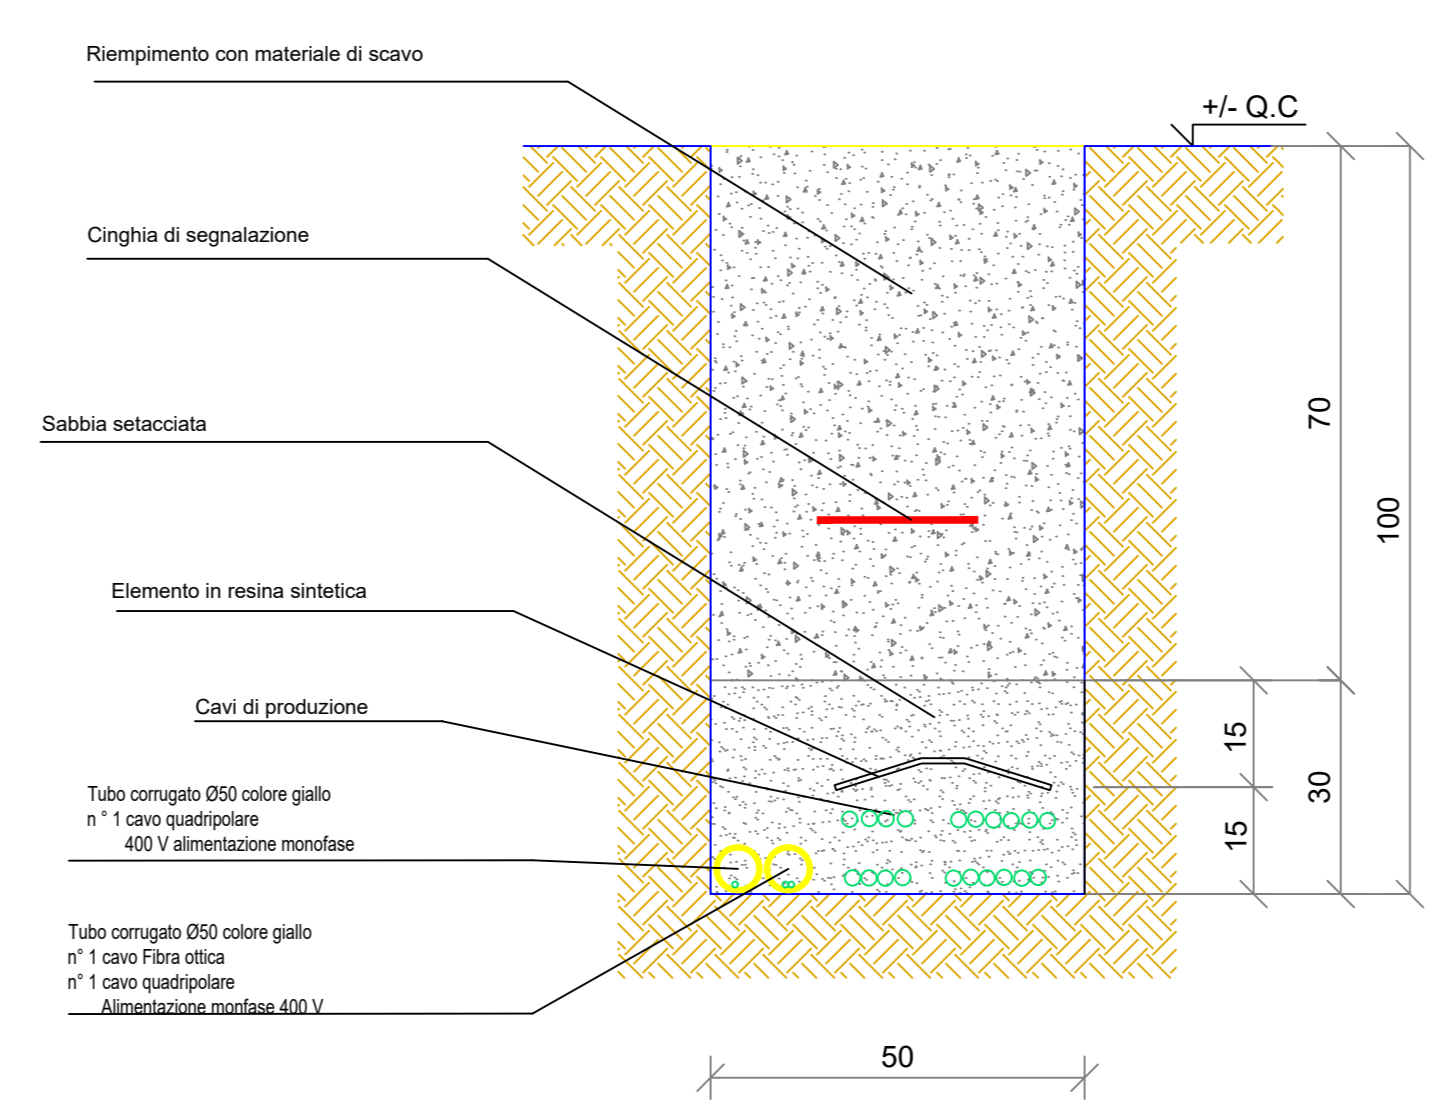 Riempimento con materiale di scavo
+/- Q.C
Cinghia di segnalazione
70
Sabbia setacciata
100
Elemento in resina sintetica
Cavi di produzione
15
30
15
Tubo corrugato Ø50 colore giallo
n ° 1 cavo quadripolare
400 V alimentazione monofase
Tubo corrugato Ø50 colore giallo
n° 1 cavo Fibra ottica
n° 1 cavo quadripolare
Alimentazione monfase 400 V
50